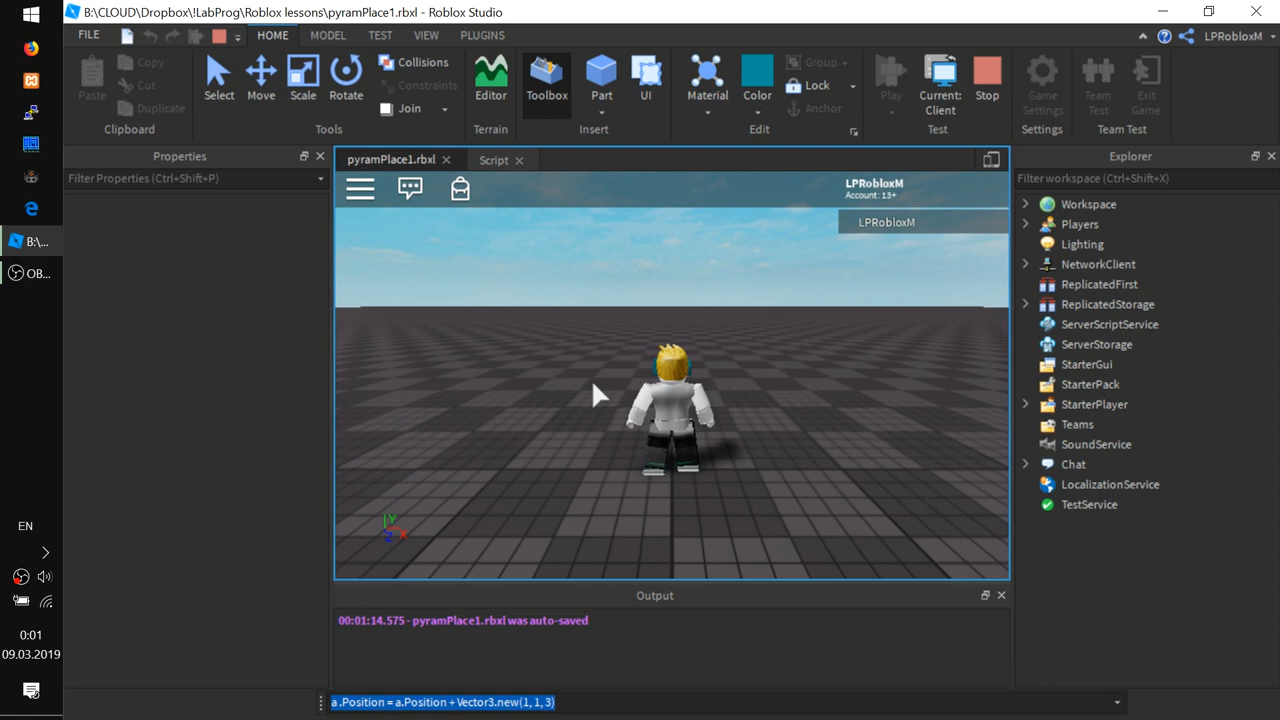 B:\CLOUD\Dropbox\!LabProg\Roblox lessons\pyramPlace1.rbxl - Roblox Studio
FILE HOME MODEL TEST VIEW PLUGINS LPRobloxM
Paste Copy Cut Duplicate Clipboard
Select Move Scale Rotate Collisions Constraints Join Tools
Editor Terrain
Toolbox Part UI Insert
Material Color Group Lock Anchor Edit
Play Current: Client Stop Test
Game Settings Settings
Team Test Exit Game Team Test
Properties
Filter Properties (Ctrl+Shift+P)
pyramPlace1.rbxl Script
LPRobloxM
Account: 13+
LPRobloxM
Y
Z X
Explorer
Filter workspace (Ctrl+Shift+X)
Workspace
Players
Lighting
NetworkClient
ReplicatedFirst
ReplicatedStorage
ServerScriptService
ServerStorage
StarterGui
StarterPack
StarterPlayer
Teams
SoundService
Chat
LocalizationService
TestService
Output
00:01:14.575 - pyramPlace1.rbxl was auto-saved
a .Position = a.Position + Vector3.new(1, 1, 3)
B:\...
OB...
EN
0:01
09.03.2019